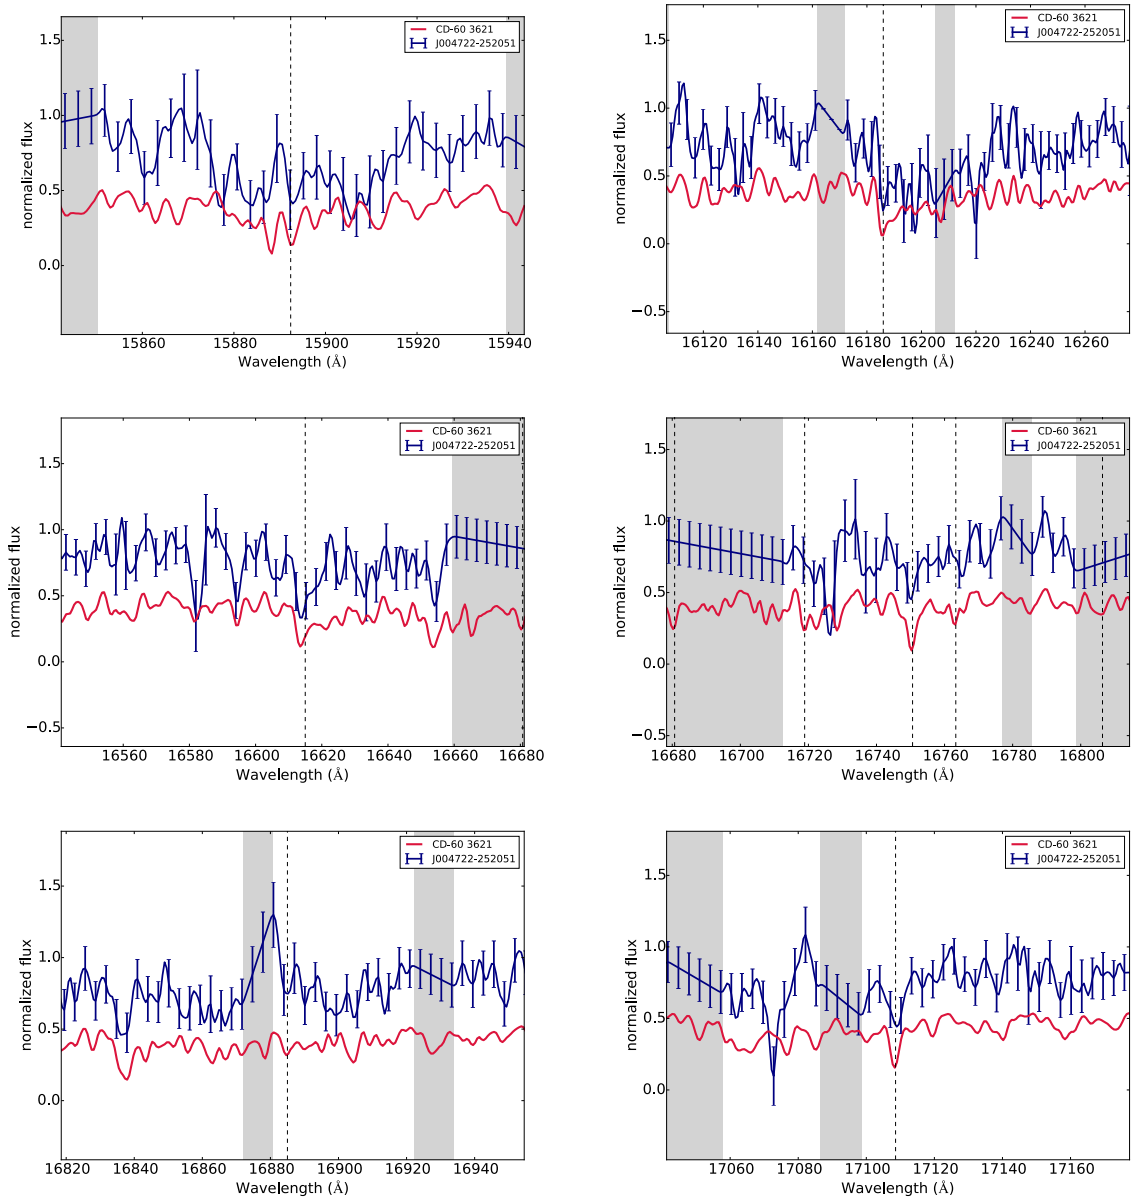 CD-60 3621
J004722-252051
normalized flux
1.5
1.0
0.5
0.0
15860 15880 15900 15920 15940
Wavelength (Å)
CD-60 3621
J004722-252051
normalized flux
1.5
1.0
0.5
0.0
−0.5
16120 16140 16160 16180 16200 16220 16240 16260
Wavelength (Å)
CD-60 3621
J004722-252051
normalized flux
1.5
1.0
0.5
0.0
−0.5
16560 16580 16600 16620 16640 16660 16680
Wavelength (Å)
CD-60 3621
J004722-252051
normalized flux
1.5
1.0
0.5
0.0
−0.5
16680 16700 16720 16740 16760 16780 16800
Wavelength (Å)
CD-60 3621
J004722-252051
normalized flux
1.5
1.0
0.5
0.0
16820 16840 16860 16880 16900 16920 16940
Wavelength (Å)
CD-60 3621
J004722-252051
normalized flux
1.5
1.0
0.5
0.0
17060 17080 17100 17120 17140 17160
Wavelength (Å)